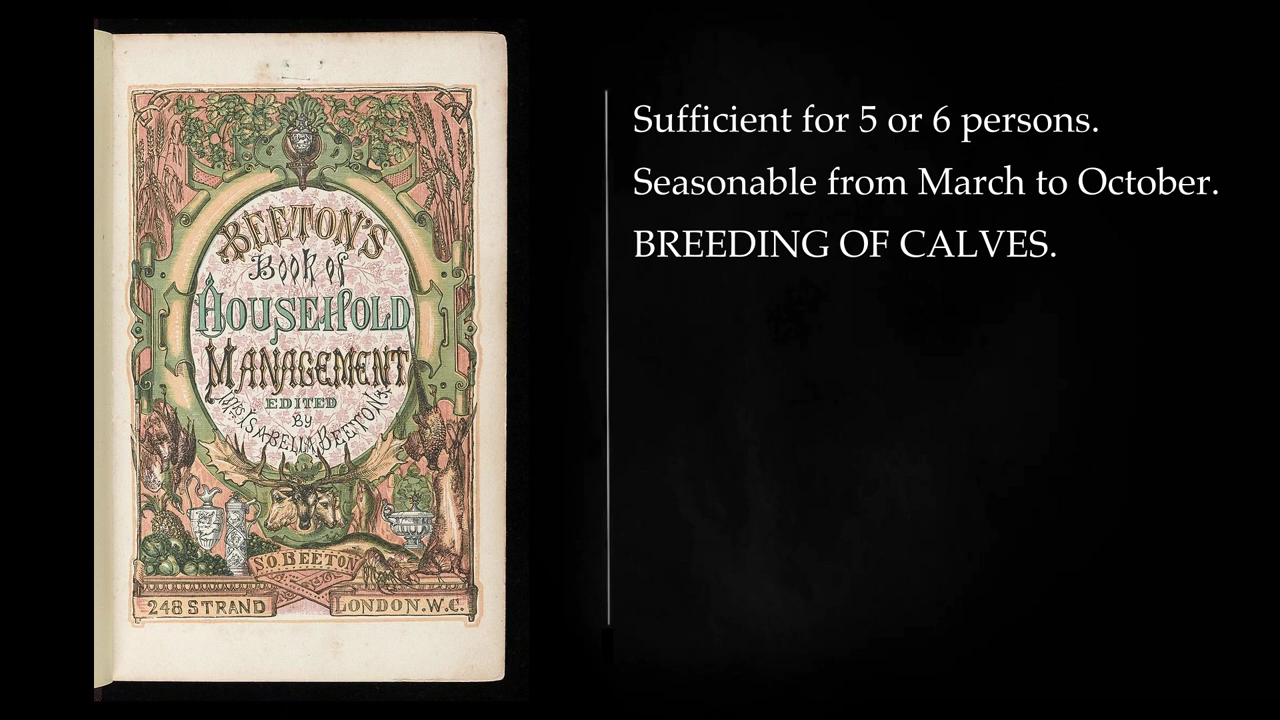 BEETON'S
Book of
HOUSEHOLD
MANAGEMENT
EDITED
BY
MRS ISABELLA BEETON
S.O. BEETON
248 STRAND
LONDON. W.C.
Sufficient for 5 or 6 persons.
Seasonable from March to October.
BREEDING OF CALVES.